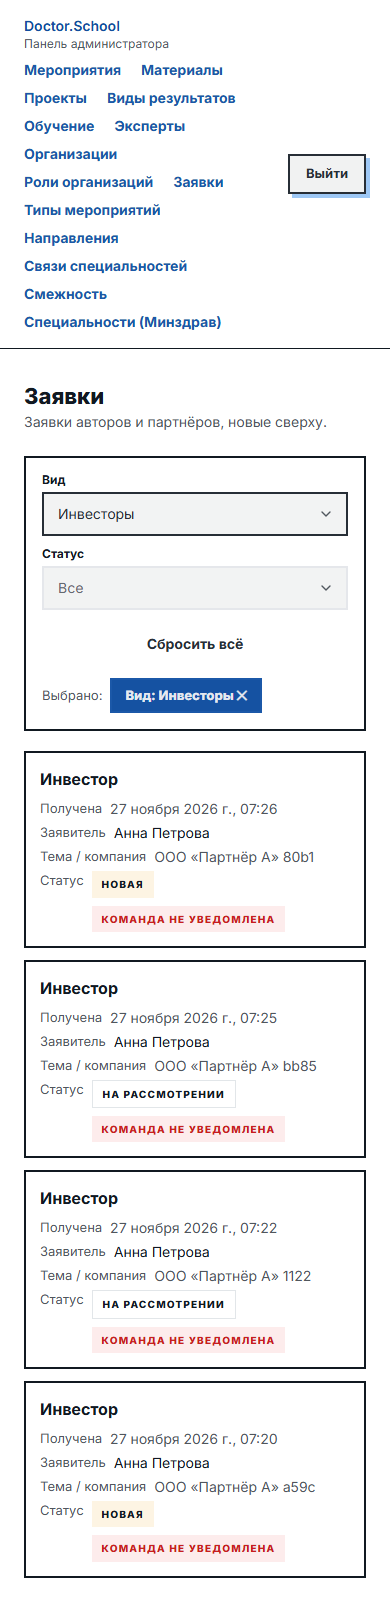 Doctor.School
Панель администратора
Мероприятия Материалы
Проекты Виды результатов
Обучение Эксперты
Организации
Роли организаций Заявки
Типы мероприятий
Направления
Связи специальностей
Смежность
Специальности (Минздрав)
Выйти
Заявки
Заявки авторов и партнёров, новые сверху.
Вид
Инвесторы
Статус
Все
Сбросить всё
Выбрано: Вид: Инвесторы
Инвестор
Получена 27 ноября 2026 г., 07:26
Заявитель Анна Петрова
Тема / компания ООО «Партнёр А» 80b1
Статус НОВАЯ
КОМАНДА НЕ УВЕДОМЛЕНА
Инвестор
Получена 27 ноября 2026 г., 07:25
Заявитель Анна Петрова
Тема / компания ООО «Партнёр А» bb85
Статус НА РАССМОТРЕНИИ
КОМАНДА НЕ УВЕДОМЛЕНА
Инвестор
Получена 27 ноября 2026 г., 07:22
Заявитель Анна Петрова
Тема / компания ООО «Партнёр А» 1122
Статус НА РАССМОТРЕНИИ
КОМАНДА НЕ УВЕДОМЛЕНА
Инвестор
Получена 27 ноября 2026 г., 07:20
Заявитель Анна Петрова
Тема / компания ООО «Партнёр А» a59c
Статус НОВАЯ
КОМАНДА НЕ УВЕДОМЛЕНА